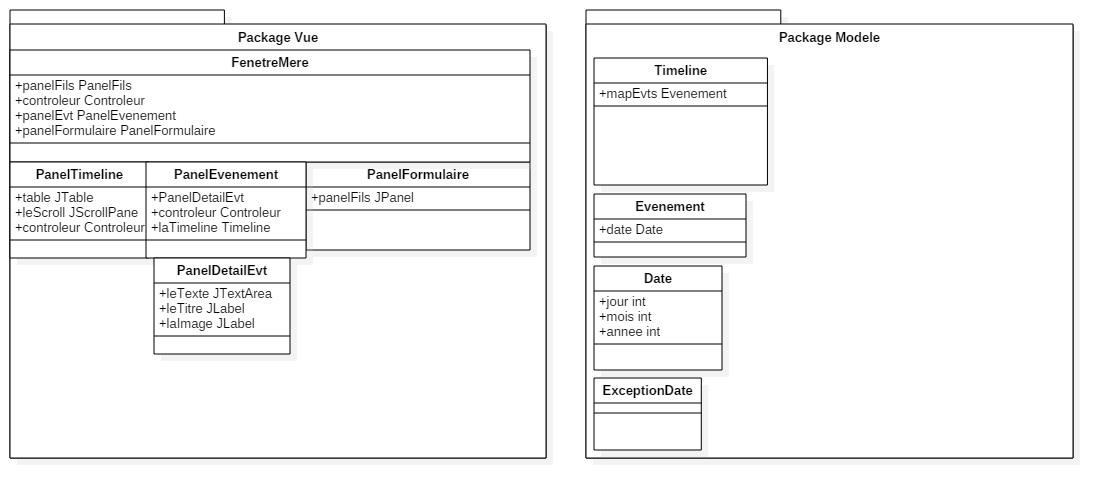 Package Vue
FenetreMere
+panelFils PanelFils
+controleur Controleur
+panelEvt PanelEvenement
+panelFormulaire PanelFormulaire
PanelTimeline
+table JTable
+leScroll JScrollPane
+controleur Controleur
PanelEvenement
+PanelDetailEvt
+controleur Controleur
+laTimeline Timeline
PanelFormulaire
+panelFils JPanel
PanelDetailEvt
+leTexte JTextArea
+leTitre JLabel
+laImage JLabel
Package Modele
Timeline
+mapEvts Evenement
Evenement
+date Date
Date
+jour int
+mois int
+annee int
ExceptionDate